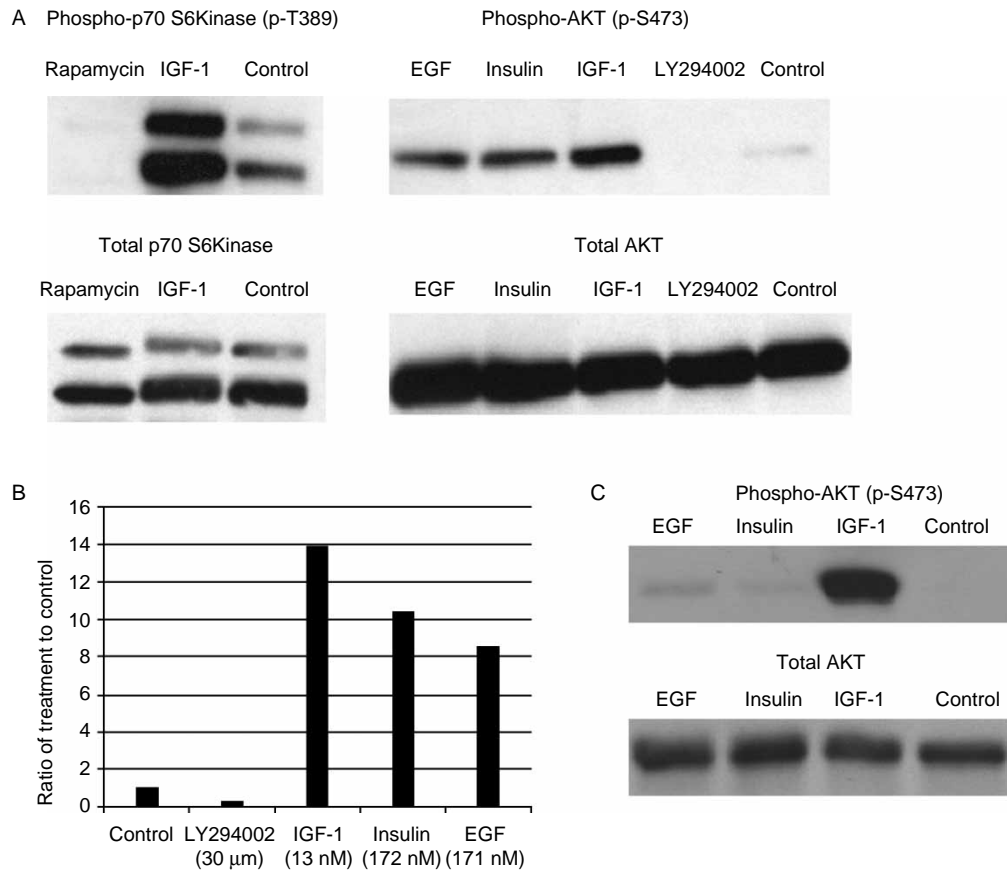 A Phospho-p70 S6Kinase (p-T389)
Rapamycin IGF-1 Control
Phospho-AKT (p-S473)
EGF Insulin IGF-1 LY294002 Control
Total p70 S6Kinase
Rapamycin IGF-1 Control
Total AKT
EGF Insulin IGF-1 LY294002 Control
B
Ratio of treatment to control
16
14
12
10
8
6
4
2
0
Control LY294002 IGF-1 Insulin EGF
(30 μm) (13 nM) (172 nM) (171 nM)
C
Phospho-AKT (p-S473)
EGF Insulin IGF-1 Control
Total AKT
EGF Insulin IGF-1 Control